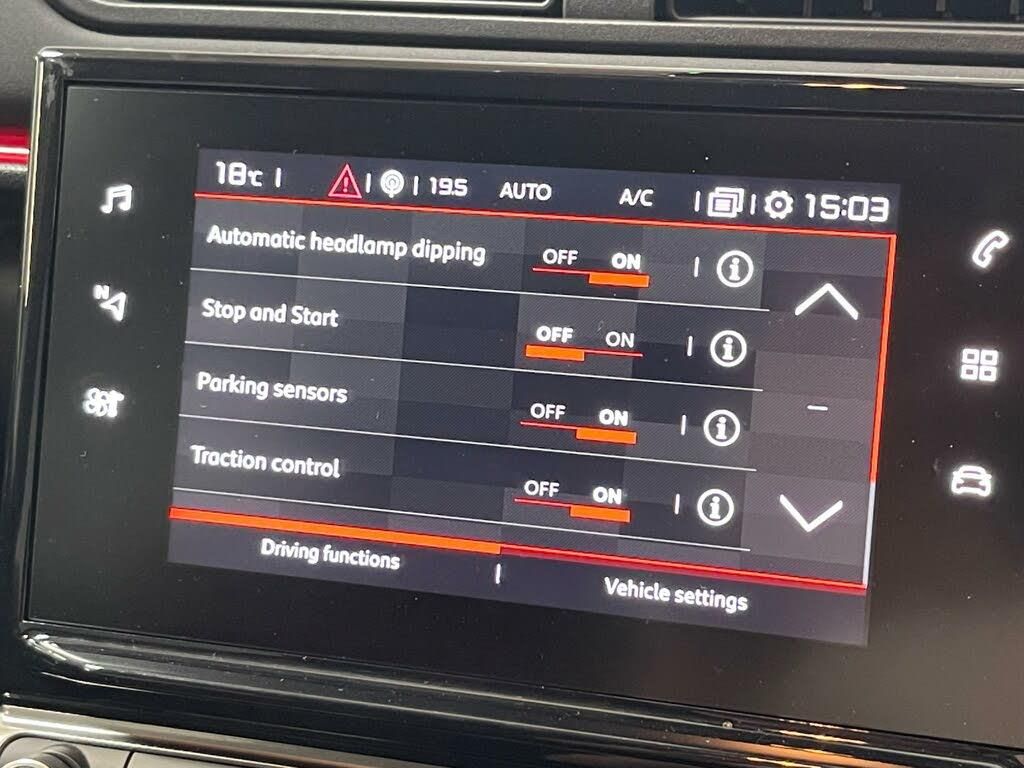 18°C 19.5 AUTO A/C 15:03
Automatic headlamp dipping OFF ON
Stop and Start OFF ON
Parking sensors OFF ON
Traction control OFF ON
Driving functions Vehicle settings
N